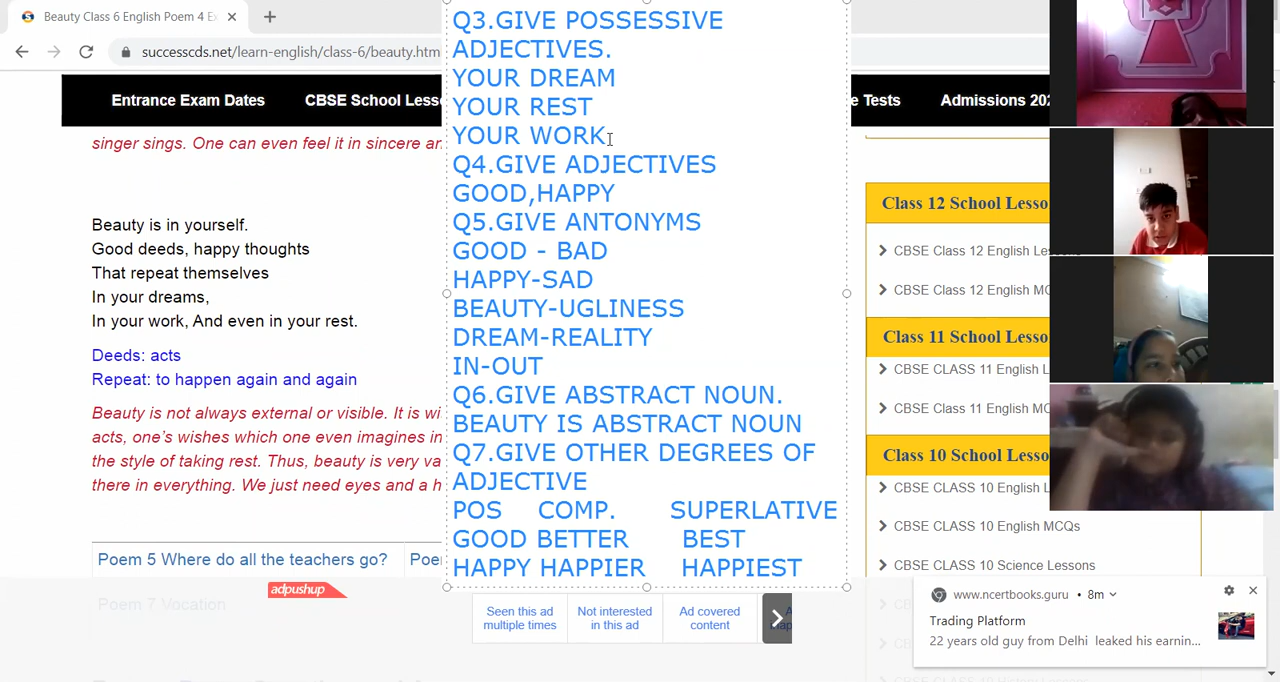 Beauty Class 6 English Poem 4 Ex
successcds.net/learn-english/class-6/beauty.htm
Entrance Exam Dates
CBSE School Less
e Tests
Admissions 202
singer sings. One can even feel it in sincere
Beauty is in yourself.
Good deeds, happy thoughts
That repeat themselves
In your dreams,
In your work, And even in your rest.
Deeds: acts
Repeat: to happen again and again
Beauty is not always external or visible. It is wi
acts, one's wishes which one even imagines in
the style of taking rest. Thus, beauty is very va
there in everything. We just need eyes and a h
Poem 5 Where do all the teachers go?
Poe
Poem 7 Vocation
adpushup
Q3.GIVE POSSESSIVE
ADJECTIVES.
YOUR DREAM
YOUR REST
YOUR WORK
Q4.GIVE ADJECTIVES
GOOD,HAPPY
Q5.GIVE ANTONYMS
GOOD - BAD
HAPPY-SAD
BEAUTY-UGLINESS
DREAM-REALITY
IN-OUT
Q6.GIVE ABSTRACT NOUN.
BEAUTY IS ABSTRACT NOUN
Q7.GIVE OTHER DEGREES OF
ADJECTIVE
POS COMP. SUPERLATIVE
GOOD BETTER BEST
HAPPY HAPPIER HAPPIEST
Seen this ad
multiple times
Not interested
in this ad
Ad covered
content
Class 12 School Lesso
CBSE Class 12 English
CBSE Class 12 English MC
Class 11 School Lesso
CBSE CLASS 11 English L
CBSE Class 11 English MC
Class 10 School Lesso
CBSE CLASS 10 English L
CBSE CLASS 10 English MCQs
CBSE CLASS 10 Science Lessons
www.ncertbooks.guru • 8m
Trading Platform
22 years old guy from Delhi leaked his earnin...